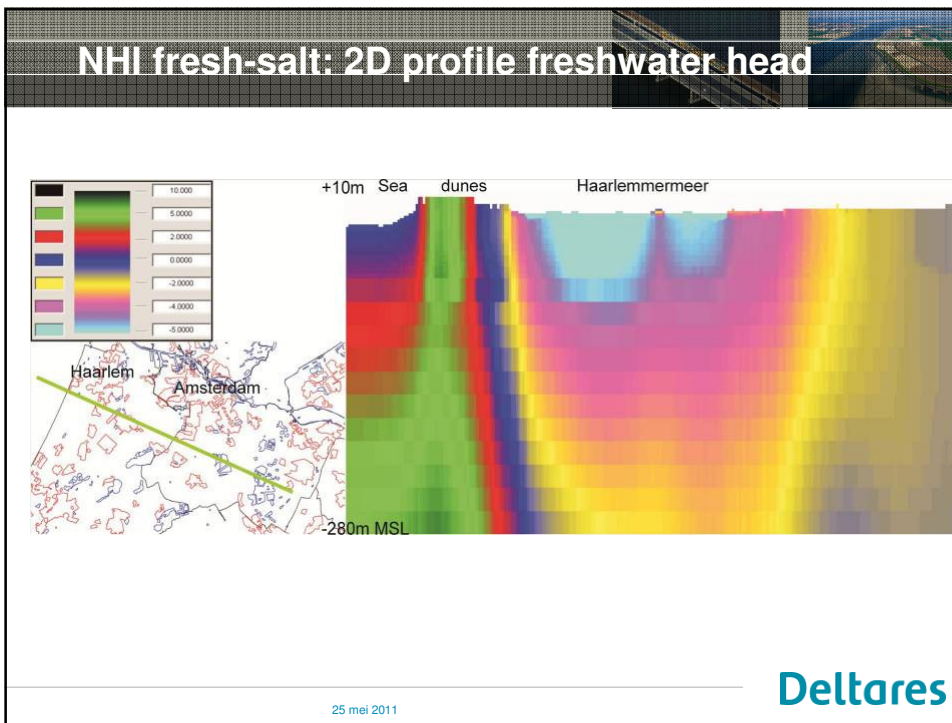 NHI fresh-salt: 2D profile freshwater head
+10m Sea dunes Haarlemmermeer
10.000
5.0000
2.0000
0.0000
-2.0000
-4.0000
-5.0000
Haarlem
Amsterdam
-280m MSL
Deltares
25 mei 2011